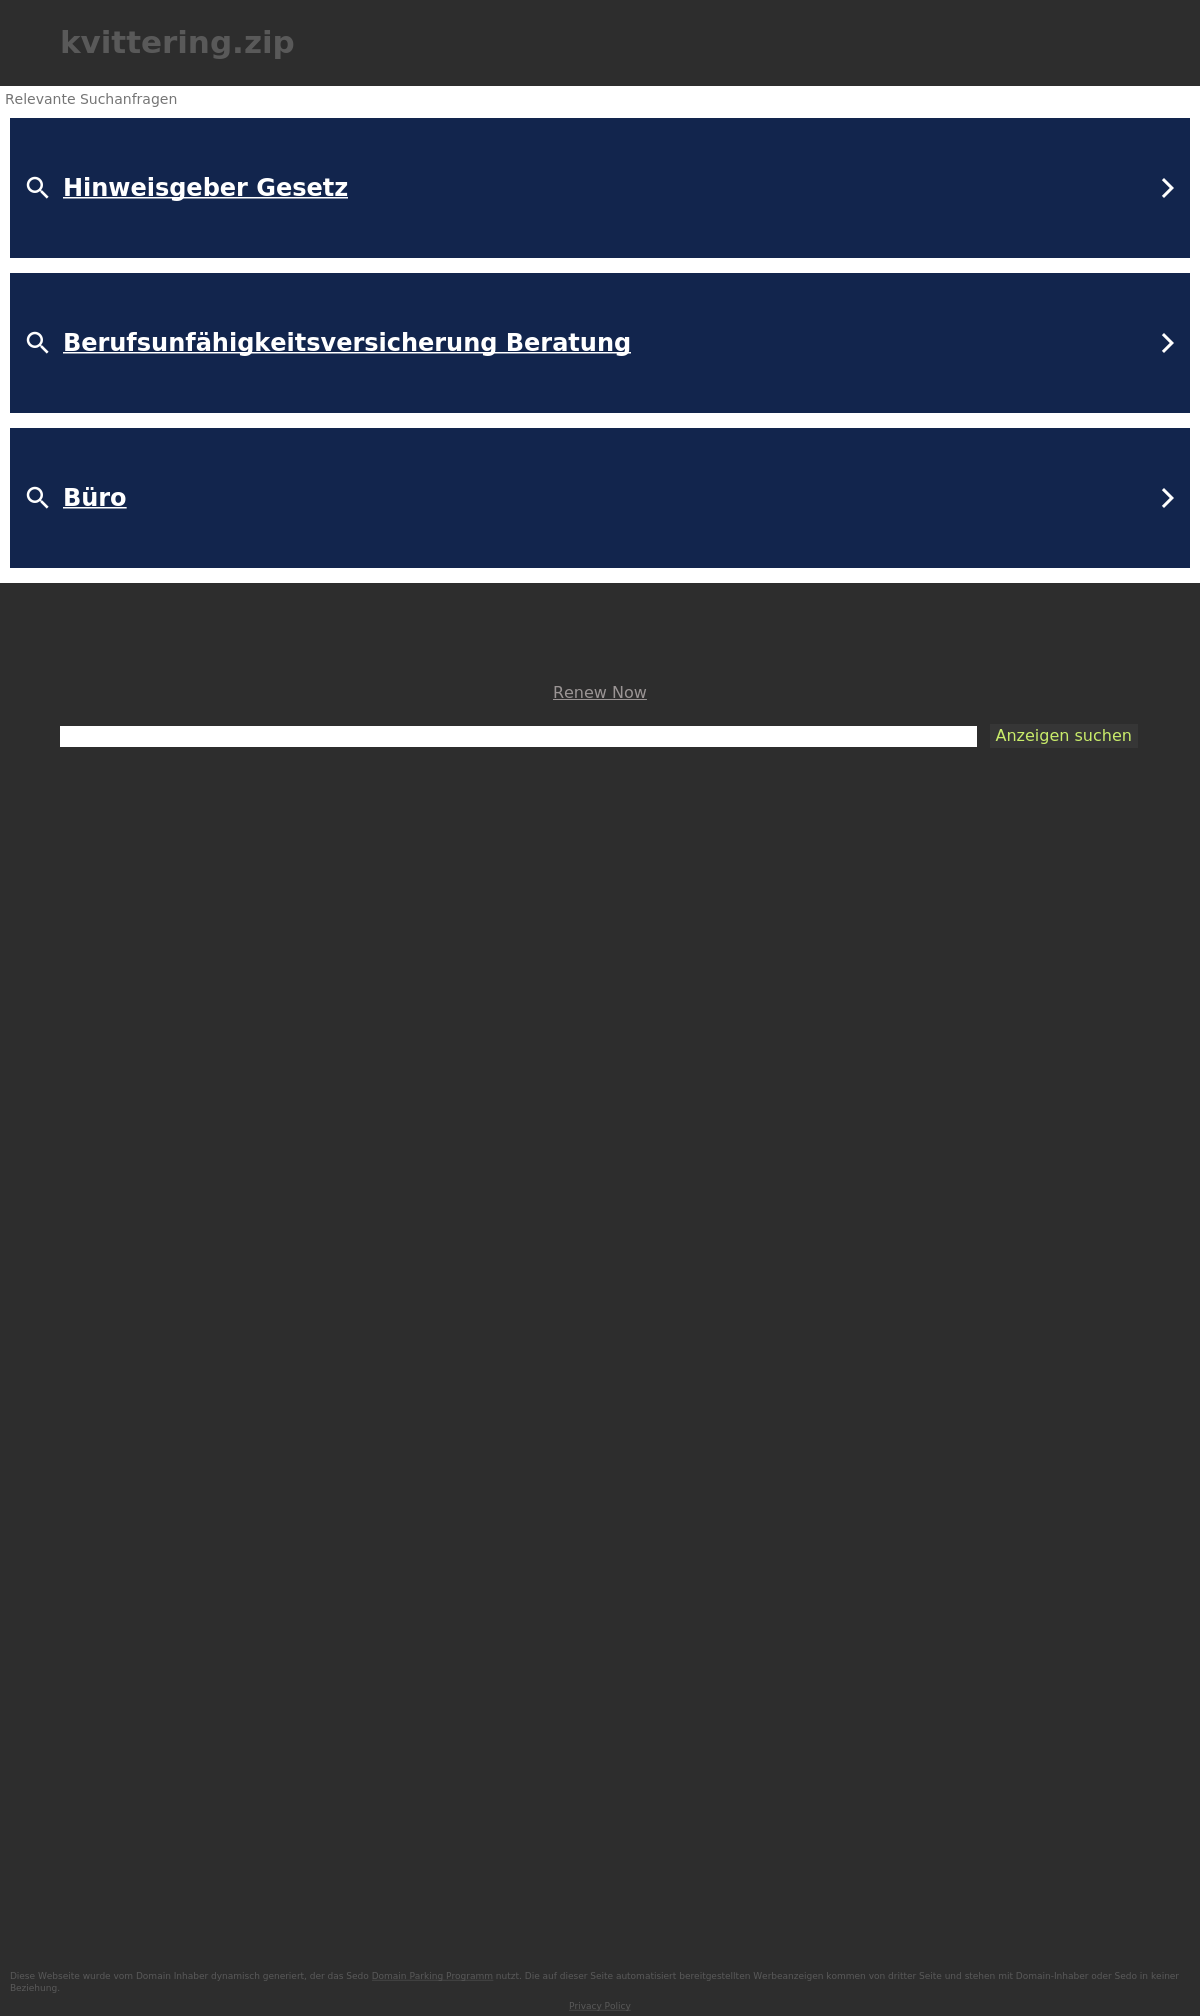 kvittering.zip
Relevante Suchanfragen
Hinweisgeber Gesetz
Berufsunfähigkeitsversicherung Beratung
Büro
Renew Now
Anzeigen suchen
Diese Webseite wurde vom Domain Inhaber dynamisch generiert, der das Sedo Domain Parking Programm nutzt. Die auf dieser Seite automatisiert bereitgestellten Werbeanzeigen kommen von dritter Seite und stehen mit Domain-Inhaber oder Sedo in keiner
Beziehung.
Privacy Policy